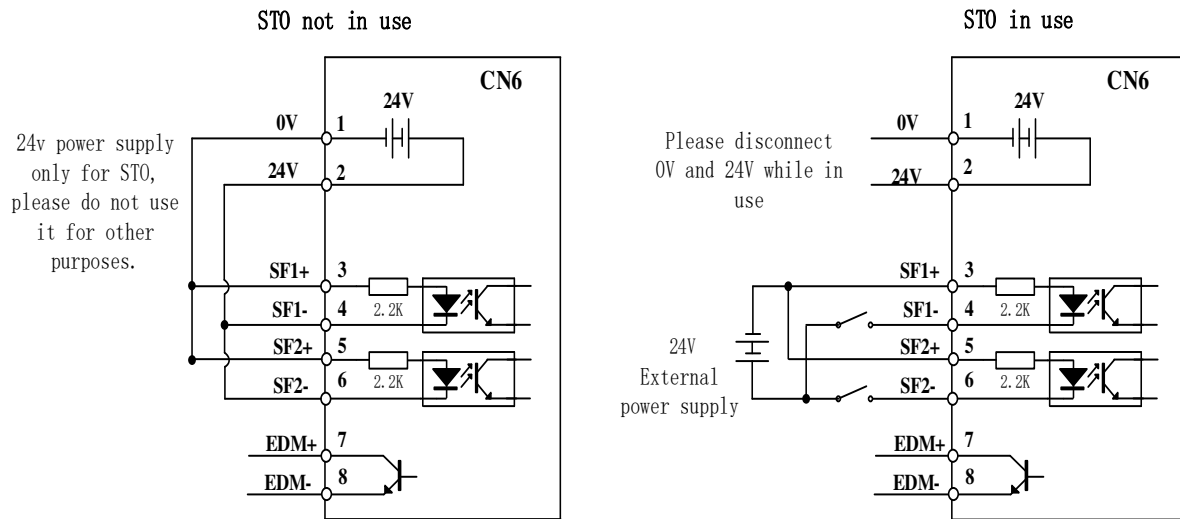 STO not in use
CN6
24V
0V
1
24V
2
24v power supply
only for STO,
please do not use
it for other
purposes.
SF1+
3
2.2K
SF1-
4
SF2+
5
2.2K
SF2-
6
EDM+
7
EDM-
8
STO in use
CN6
24V
0V
1
24V
2
Please disconnect
0V and 24V while in
use
SF1+
3
2.2K
SF1-
4
SF2+
5
2.2K
SF2-
6
24V
External
power supply
EDM+
7
EDM-
8